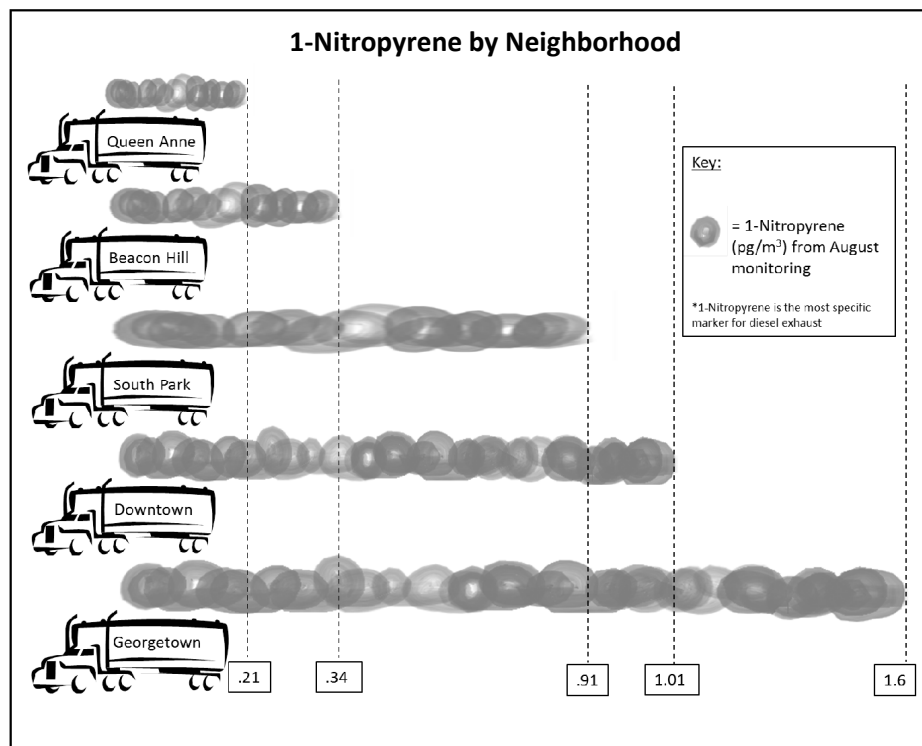 1-Nitropyrene by Neighborhood
Queen Anne
Beacon Hill
South Park
Downtown
Georgetown
Key:
= 1-Nitropyrene
(pg/m³) from August
monitoring
*1-Nitropyrene is the most specific
marker for diesel exhaust
.21
.34
.91
1.01
1.6